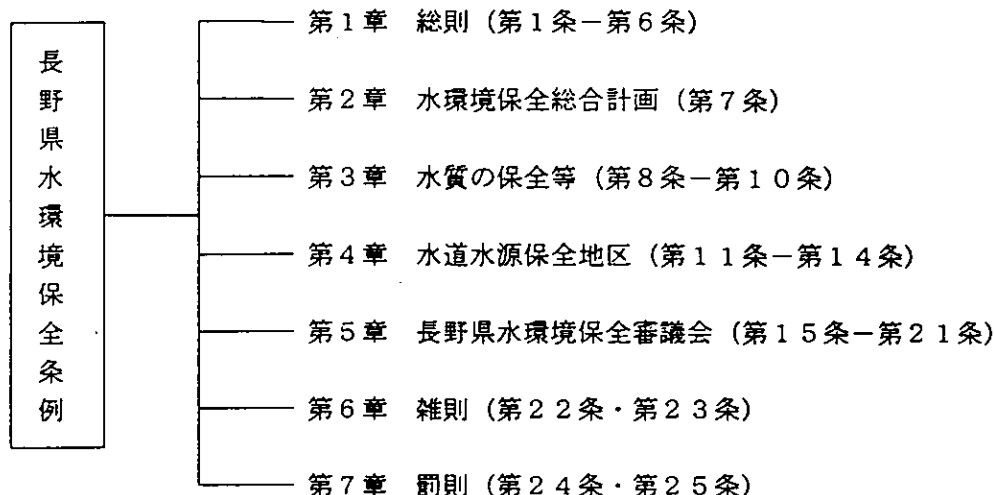 長野県水環境保全条例
第1章 総則（第1条－第6条）
第2章 水環境保全総合計画（第7条）
第3章 水質の保全等（第8条－第10条）
第4章 水道水源保全地区（第11条－第14条）
第5章 長野県水環境保全審議会（第15条－第21条）
第6章 雑則（第22条・第23条）
第7章 罰則（第24条・第25条）